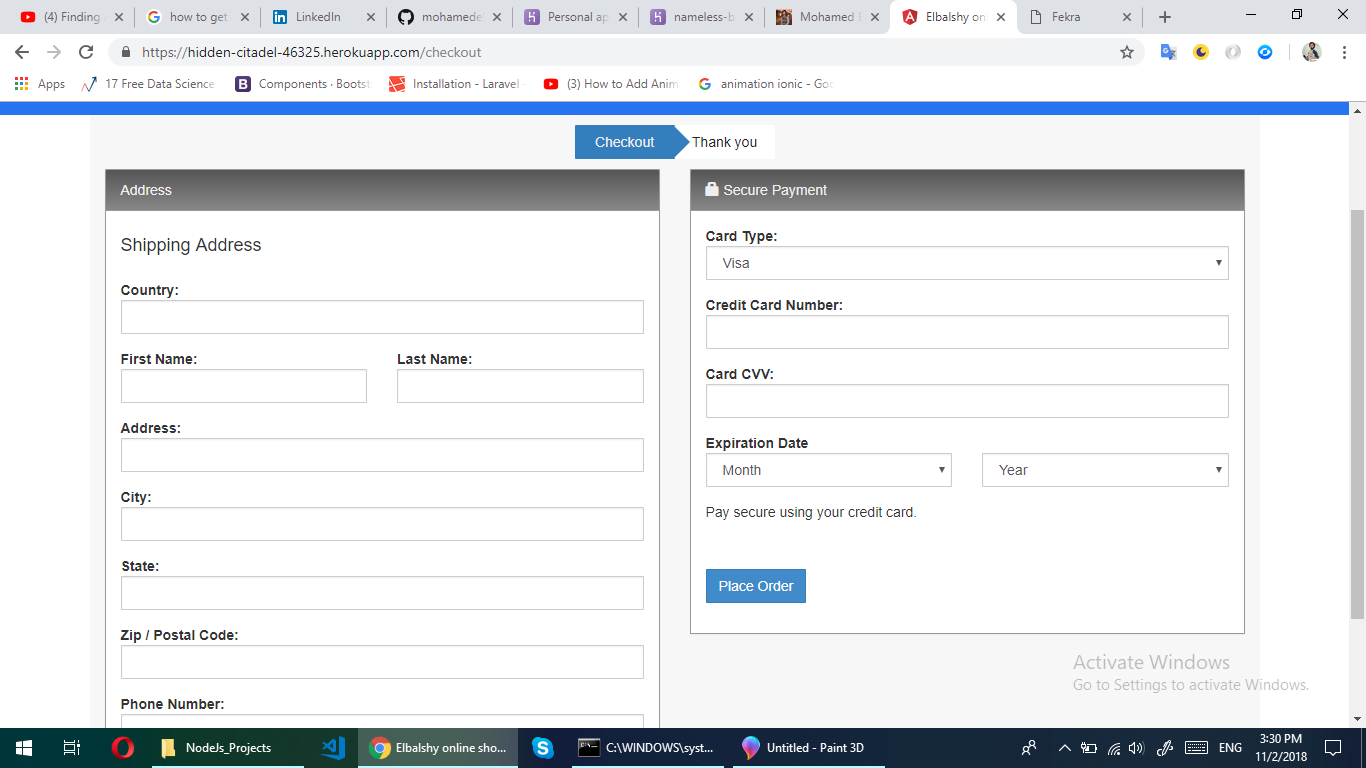 (4) Finding
how to get
LinkedIn
mohamede
Personal ap
nameless-b
Mohamed
Elbalshy on
Fekra
https://hidden-citadel-46325.herokuapp.com/checkout
Apps
17 Free Data Science
Components · Boots
Installation - Laravel
(3) How to Add Anim
animation ionic - Goo
Checkout
Thank you
Address
Shipping Address
Country:
First Name:
Last Name:
Address:
City:
State:
Zip / Postal Code:
Phone Number:
Secure Payment
Card Type:
Visa
Credit Card Number:
Card CVV:
Expiration Date
Month
Year
Pay secure using your credit card.
Place Order
Activate Windows
Go to Settings to activate Windows.
NodeJs_Projects
Elbalshy online sho...
C:\WINDOWS\syst...
Untitled - Paint 3D
ENG
3:30 PM
11/2/2018